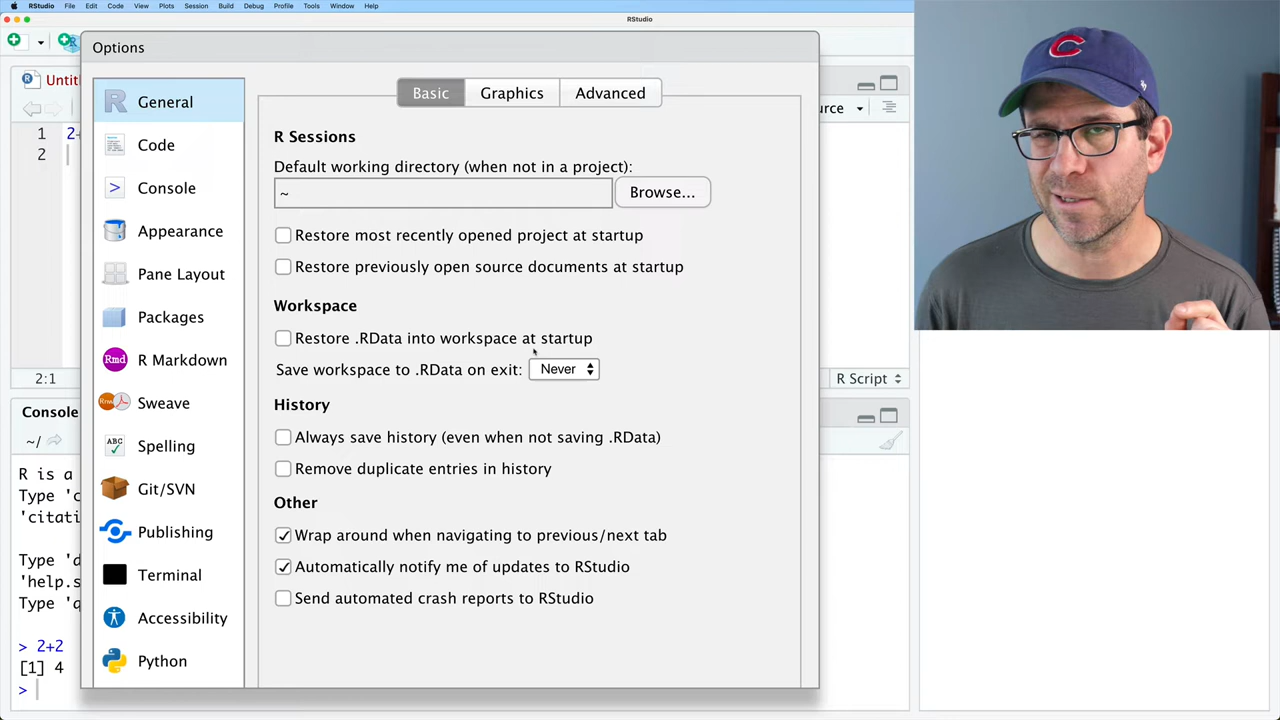 RStudio File Edit Code View Plots Session Build Debug Profile Tools Window Help
RStudio
Options
General
Code
Console
Appearance
Pane Layout
Packages
Rmd R Markdown
Sweave
ABC Spelling
Git/SVN
Publishing
Terminal
Accessibility
Python
Basic Graphics Advanced
R Sessions
Default working directory (when not in a project):
~ Browse...
Restore most recently opened project at startup
Restore previously open source documents at startup
Workspace
Restore .RData into workspace at startup
Save workspace to .RData on exit: Never
History
Always save history (even when not saving .RData)
Remove duplicate entries in history
Other
Wrap around when navigating to previous/next tab
Automatically notify me of updates to RStudio
Send automated crash reports to RStudio
Untit
1 2+
2
2:1 R Script
urce
Console
~/
R is a
Type 'c
'citati
Type 'd
'help.s
Type 'q
> 2+2
[1] 4
>
C